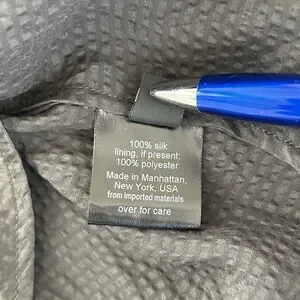 100% silk
lining, if present:
100% polyester
Made in Manhattan,
New York, USA
from imported materials
over for care